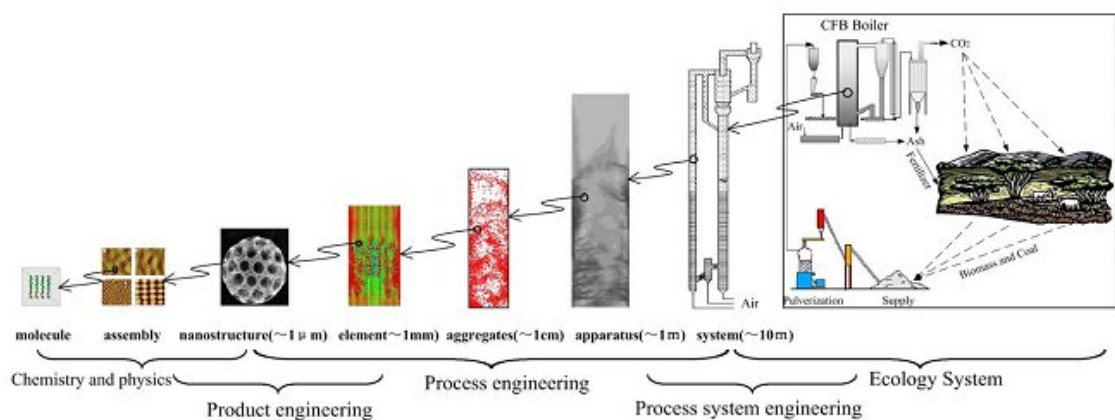 CFB Boiler
CO₂
Air
Ash
Fertilizer
Biomass and Coal
Pulverization
Supply
Air
molecule assembly nanostructure(～1μm) element～1mm) aggregates(～1cm) apparatus(～1m) system(～10m)
Chemistry and physics Process engineering Ecology System
Product engineering Process system engineering